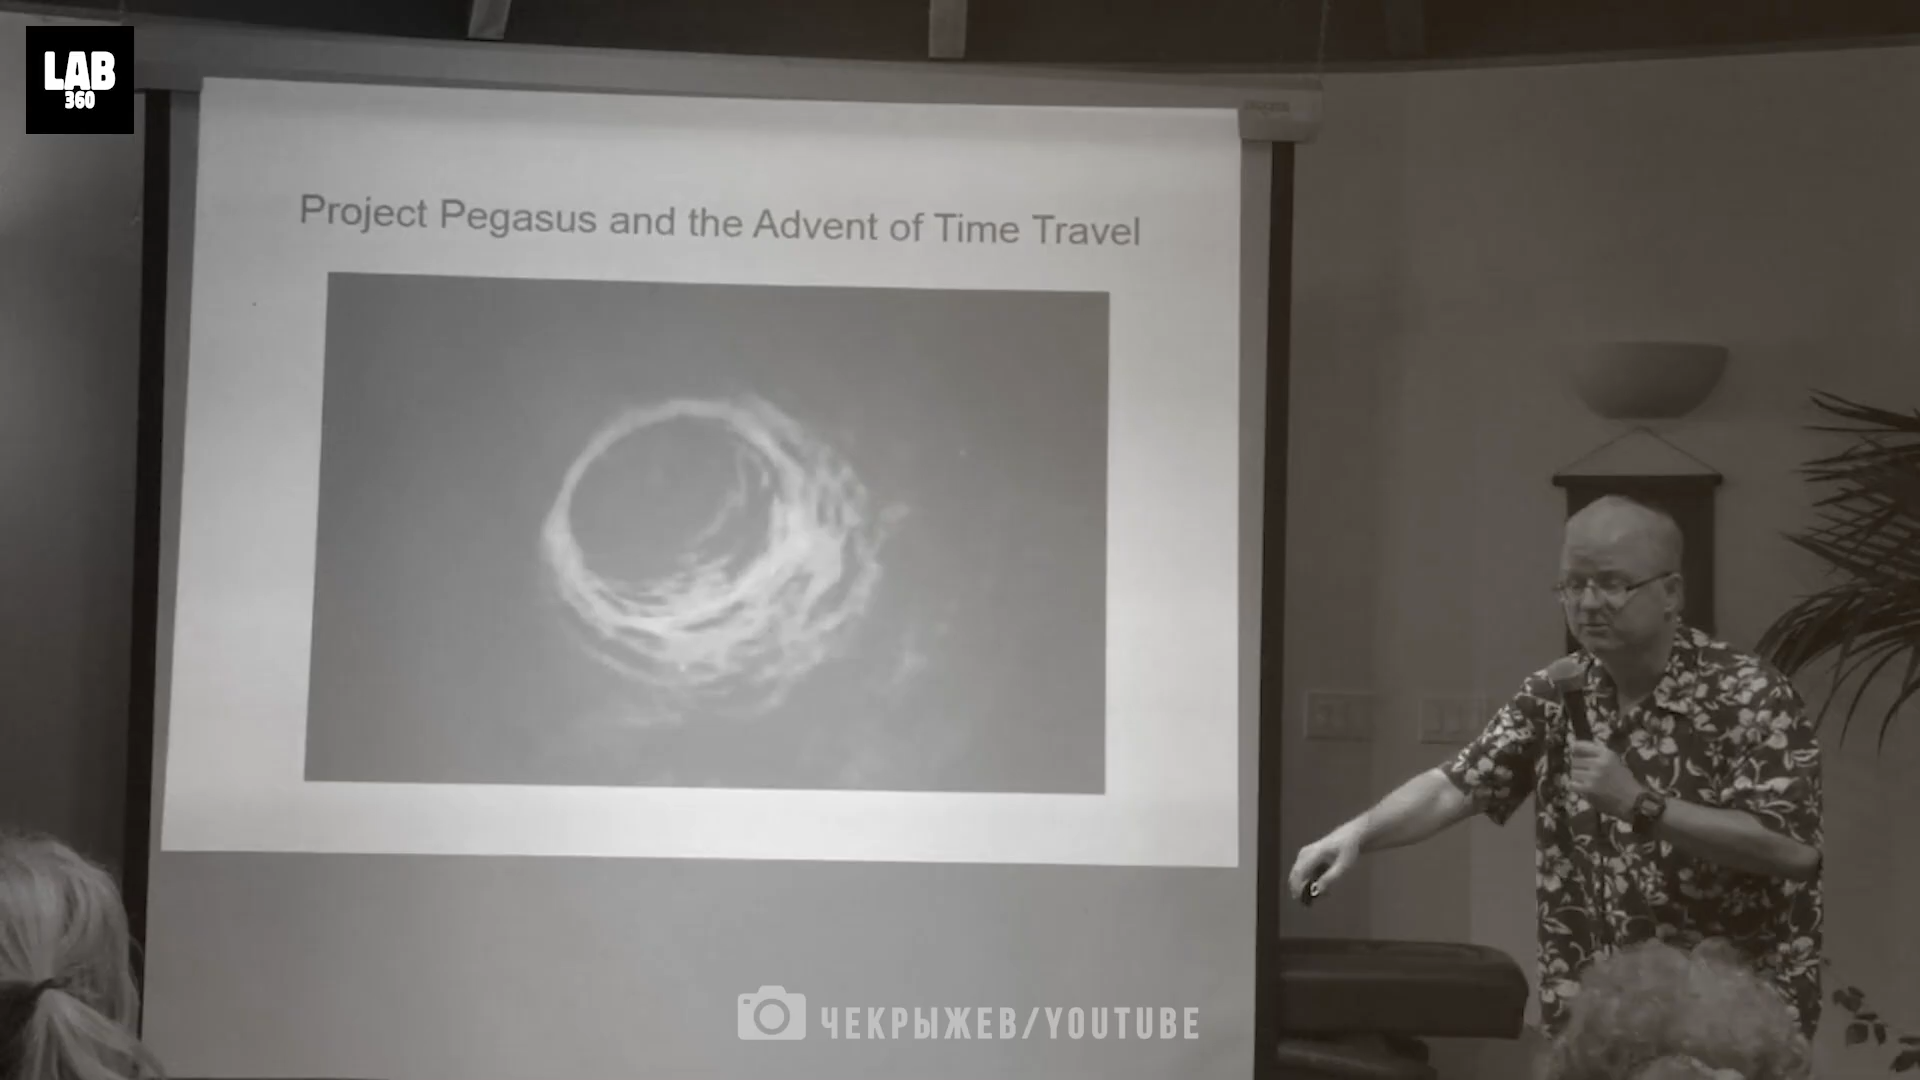 LAB
360
Project Pegasus and the Advent of Time Travel
ЧЕКРЫЖЕВ/YOUTUBE